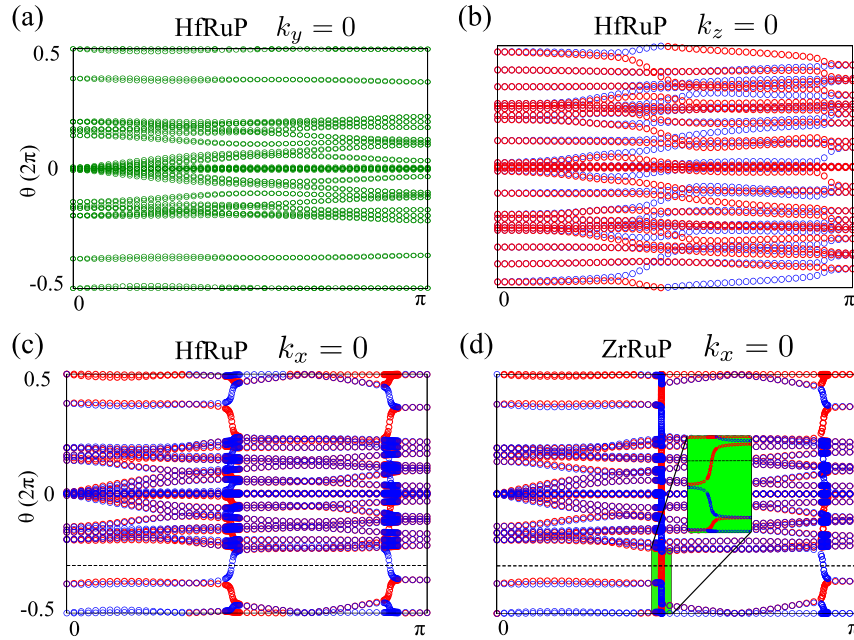 (a) HfRuP k_y = 0
(b) HfRuP k_z = 0
0.5
0
-0.5
θ (2π)
0 π
0 π
(c) HfRuP k_x = 0
(d) ZrRuP k_x = 0
0.5
0
-0.5
θ (2π)
0 π
0 π